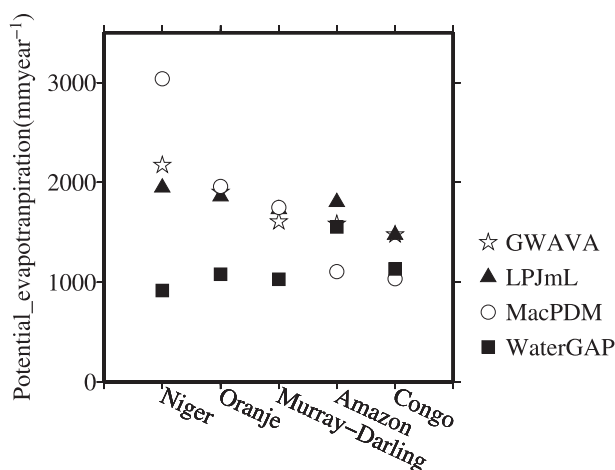 Potential_evapotranpiration(mmyear⁻¹)
3000
2000
1000
0
Niger
Oranje
Murray−Darling
Amazon
Congo
GWAVA
LPJmL
MacPDM
WaterGAP